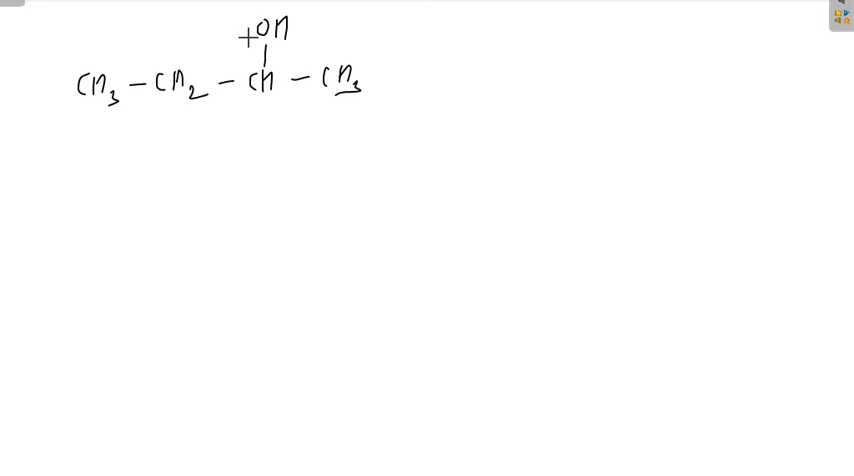 OH
CH3 – CH2 – CH – CH3